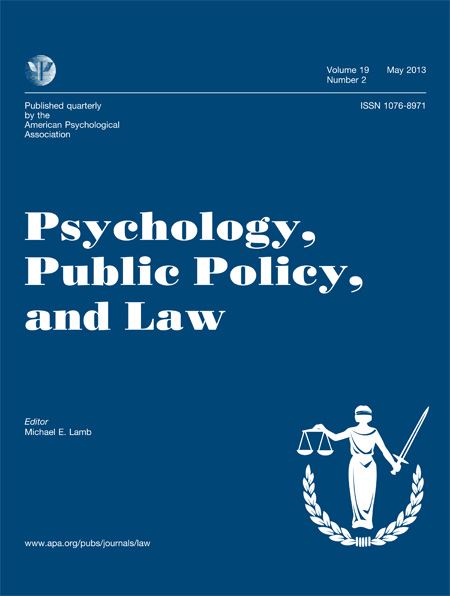 Volume 19 May 2013
Number 2
Published quarterly
by the
American Psychological
Association
ISSN 1076-8971
Psychology,
Public Policy,
and Law
Editor
Michael E. Lamb
www.apa.org/pubs/journals/law